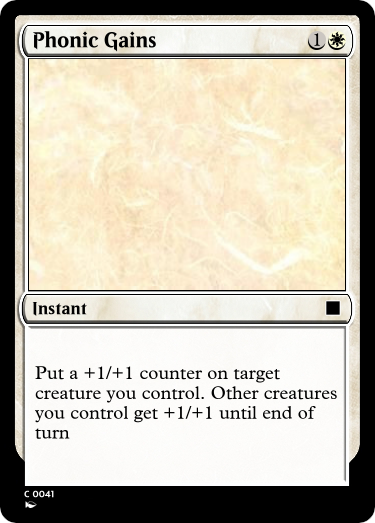 Phonic Gains 1
Instant
Put a +1/+1 counter on target
creature you control. Other creatures
you control get +1/+1 until end of
turn
C 0041